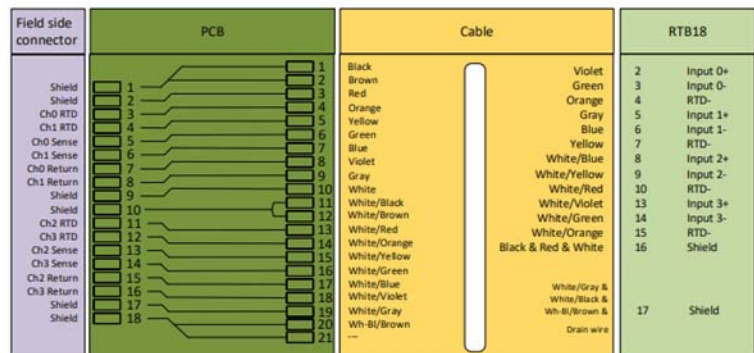 Field side connector PCB Cable RTB18
1 Black
2 Brown Violet 2 Input 0+
Shield 1 3 Red Green 3 Input 0-
Shield 2 4 Orange Orange 4 RTD-
Ch0 RTD 3 5 Yellow Gray 5 Input 1+
Ch1 RTD 4 6 Green Blue 6 Input 1-
Ch0 Sense 5 7 Blue Yellow 7 RTD-
Ch1 Sense 6 8 Violet White/Blue 8 Input 2+
Ch0 Return 7 9 Gray White/Yellow 9 Input 2-
Ch1 Return 8 10 White White/Red 10 RTD-
Shield 9 11 White/Black White/Violet 13 Input 3+
Shield 10 12 White/Brown White/Green 14 Input 3-
Ch2 RTD 11 13 White/Red White/Orange 15 RTD-
Ch3 RTD 12 14 White/Orange Black & Red & White 16 Shield
Ch2 Sense 13 15 White/Yellow
Ch3 Sense 14 16 White/Green
Ch2 Return 15 17 White/Blue White/Gray &
Ch3 Return 16 18 White/Violet White/Black &
Shield 17 19 White/Gray Wh-Bl/Brown & 17 Shield
Shield 18 20 Wh-Bl/Brown Drain wire
21 ---